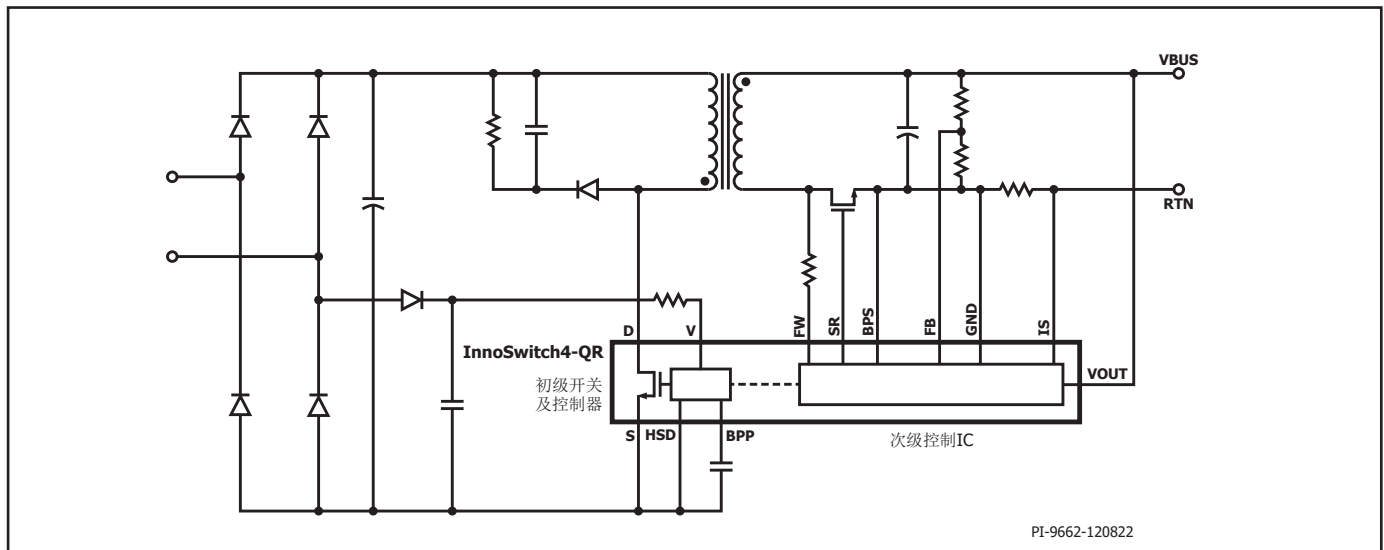 VBUS
RTN
D
V
FW
SR
BPS
FB
GND
IS
InnoSwitch4-QR
VOUT
初级开关
及控制器
S
HSD
BPP
次级控制IC
PI-9662-120822